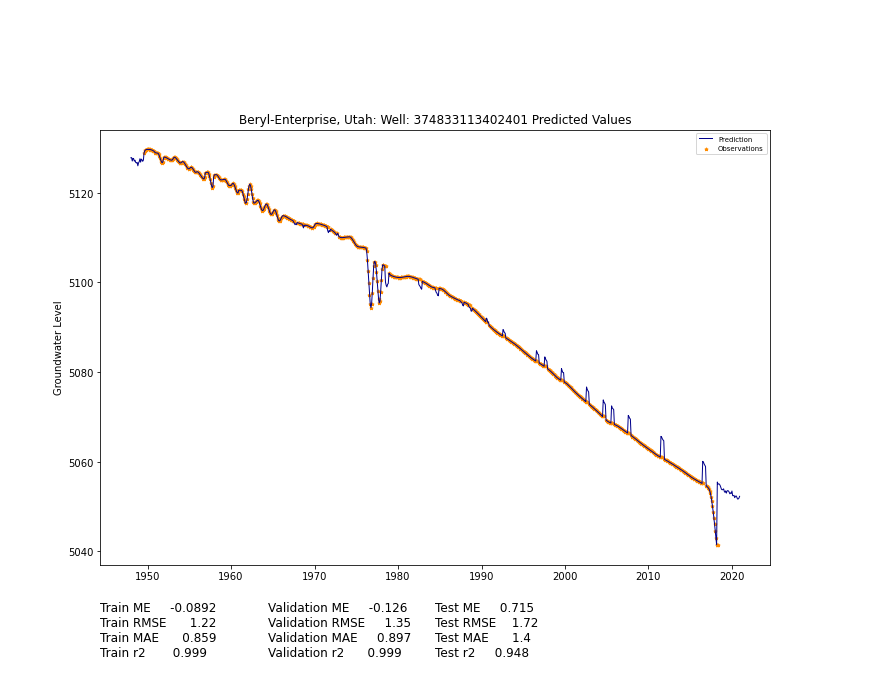 Beryl-Enterprise, Utah: Well: 374833113402401 Predicted Values
Prediction
Observations
Groundwater Level
5120
5100
5080
5060
5040
1950 1960 1970 1980 1990 2000 2010 2020
Train ME -0.0892 Validation ME -0.126 Test ME 0.715
Train RMSE 1.22 Validation RMSE 1.35 Test RMSE 1.72
Train MAE 0.859 Validation MAE 0.897 Test MAE 1.4
Train r2 0.999 Validation r2 0.999 Test r2 0.948